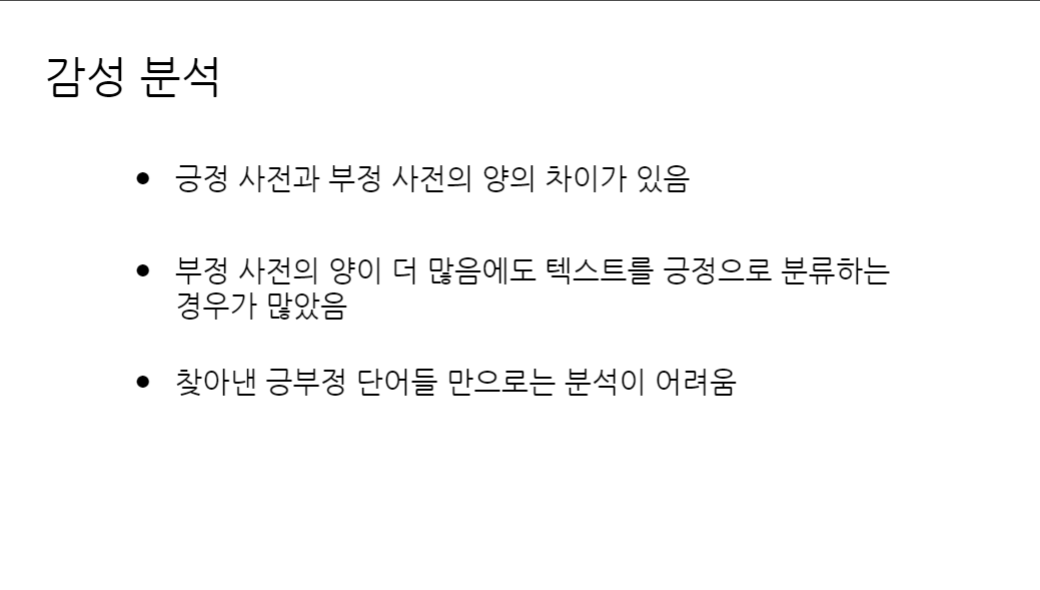 감성 분석
● 긍정 사전과 부정 사전의 양의 차이가 있음
● 부정 사전의 양이 더 많음에도 텍스트를 긍정으로 분류하는
경우가 많았음
● 찾아낸 긍부정 단어들 만으로는 분석이 어려움